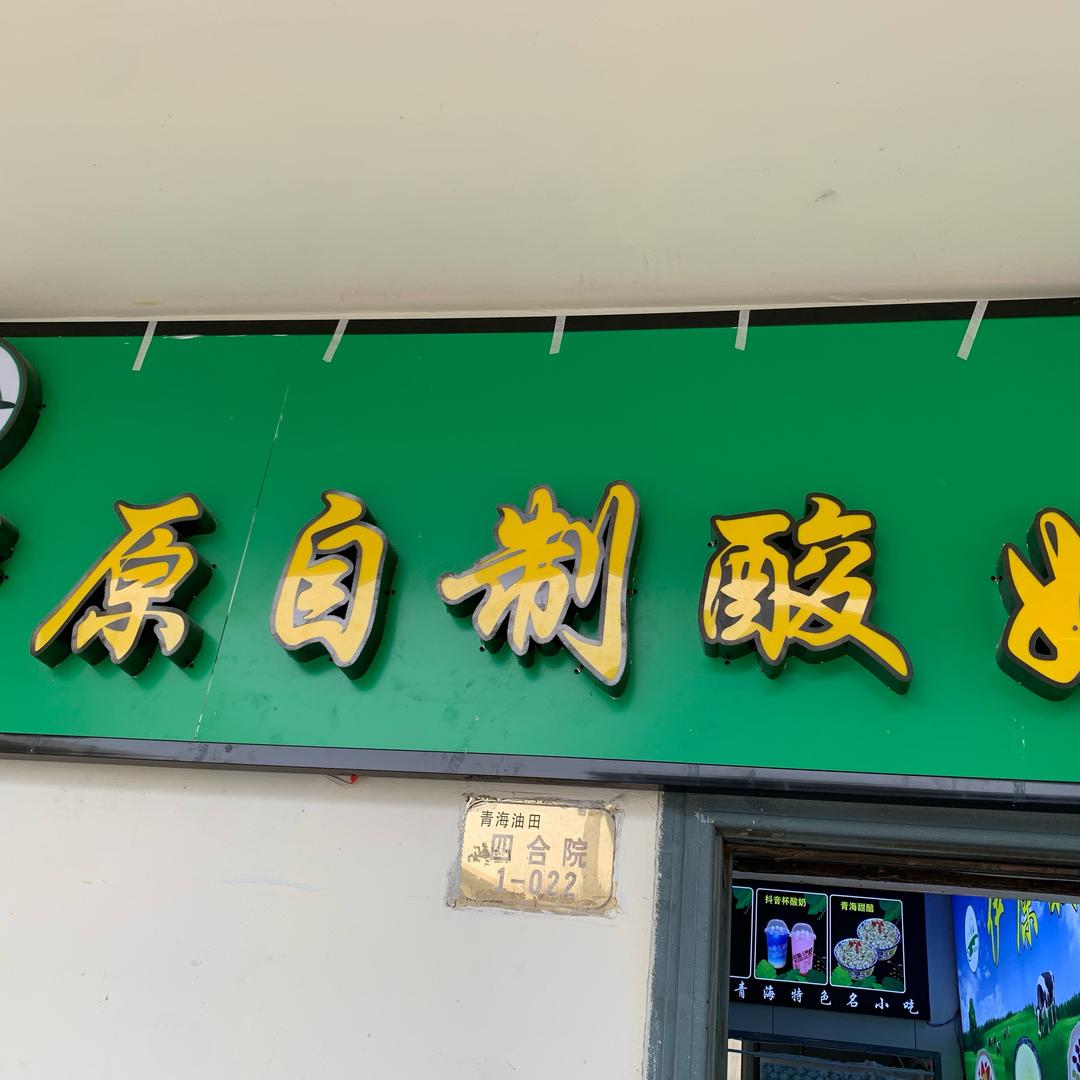 原自制酸奶
青海油田
四合院
1-022
抖音杯酸奶
青海甜醅
青海特色名小吃